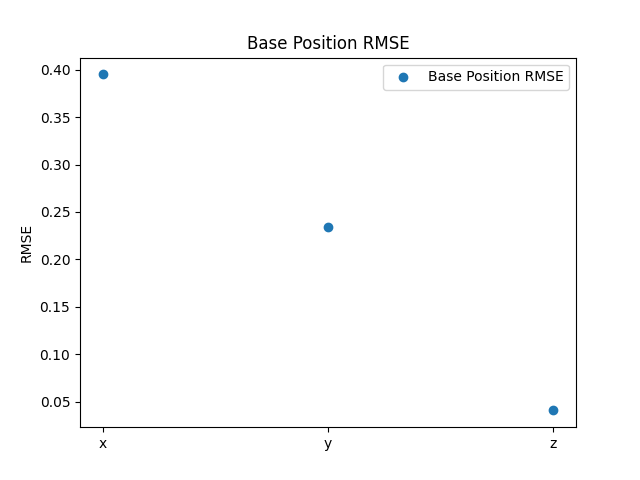 Base Position RMSE
Base Position RMSE
0.40
0.35
0.30
0.25
0.20
0.15
0.10
0.05
RMSE
x
y
z